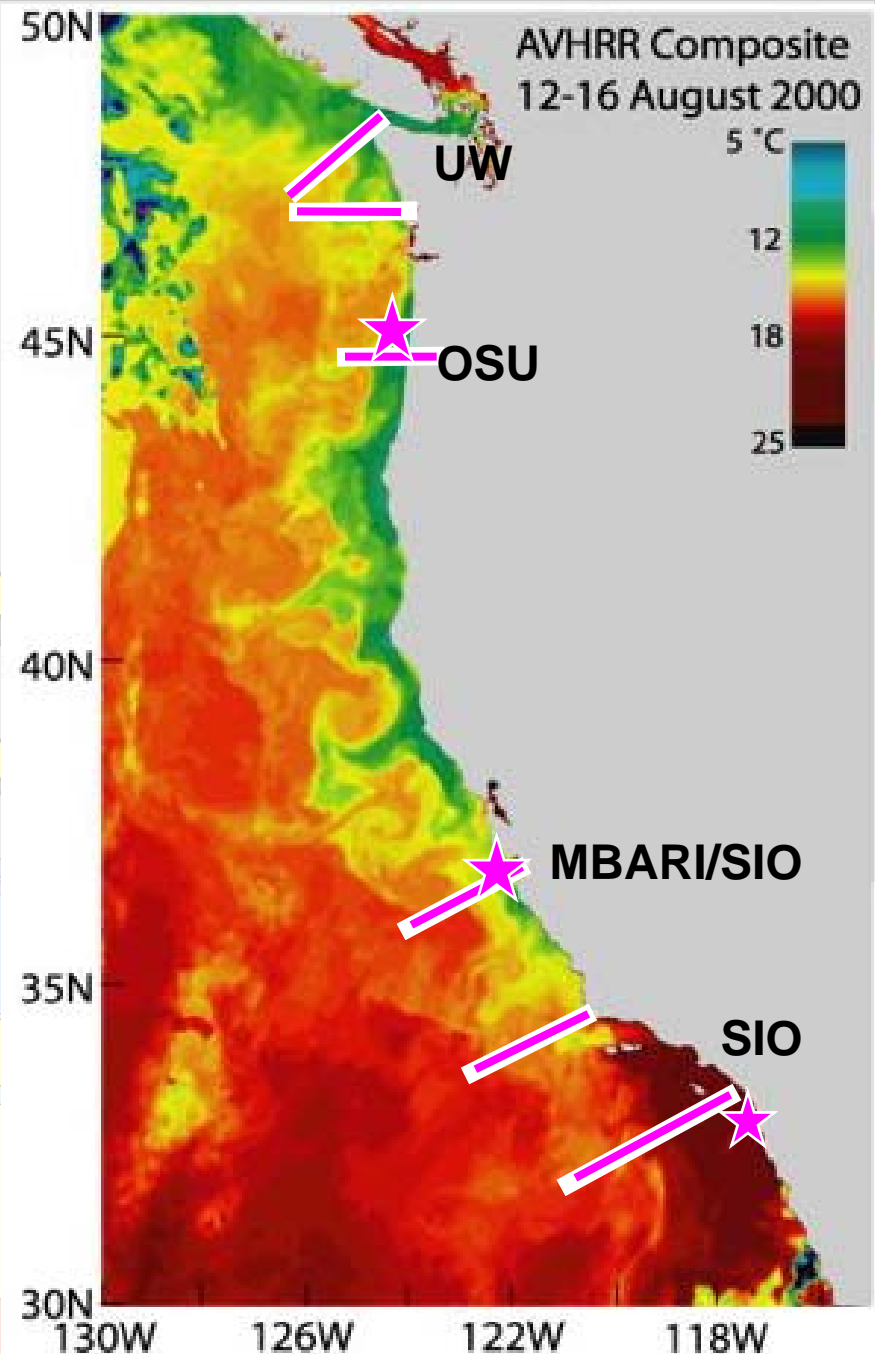 50N
AVHRR Composite
12-16 August 2000
5 °C
UW
12
45N
18
OSU
25
40N
MBARI/SIO
35N
SIO
30N
130W 126W 122W 118W